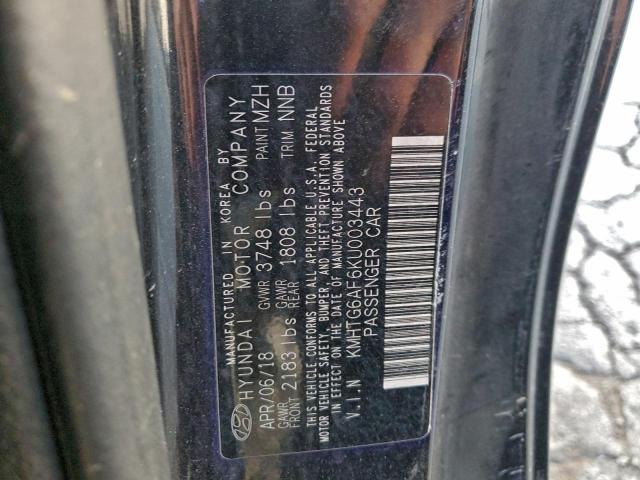 MANUFACTURED IN KOREA BY
HYUNDAI MOTOR COMPANY
APR/06/18 GVWR 3748 lbs PAINT MZH
GAWR FRONT 2183 lbs GAWR REAR 1808 lbs TRIM NNB
THIS VEHICLE CONFORMS TO ALL APPLICABLE U.S.A. FEDERAL
MOTOR VEHICLE SAFETY, BUMPER, AND THEFT PREVENTION STANDARDS
IN EFFECT ON THE DATE OF MANUFACTURE SHOWN ABOVE
V.I.N KMHTG6AF6KU003443
PASSENGER CAR